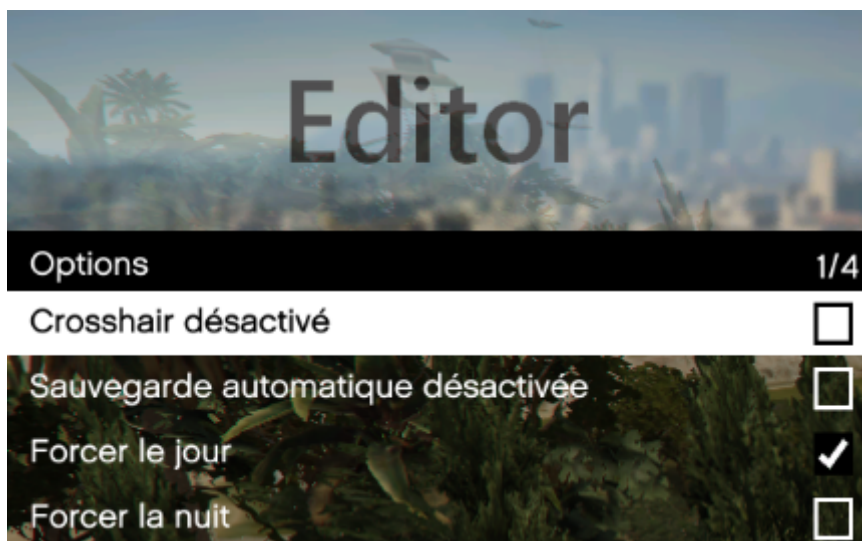 Editor
Options 1/4
Crosshair désactivé
Sauvegarde automatique désactivée
Forcer le jour
Forcer la nuit